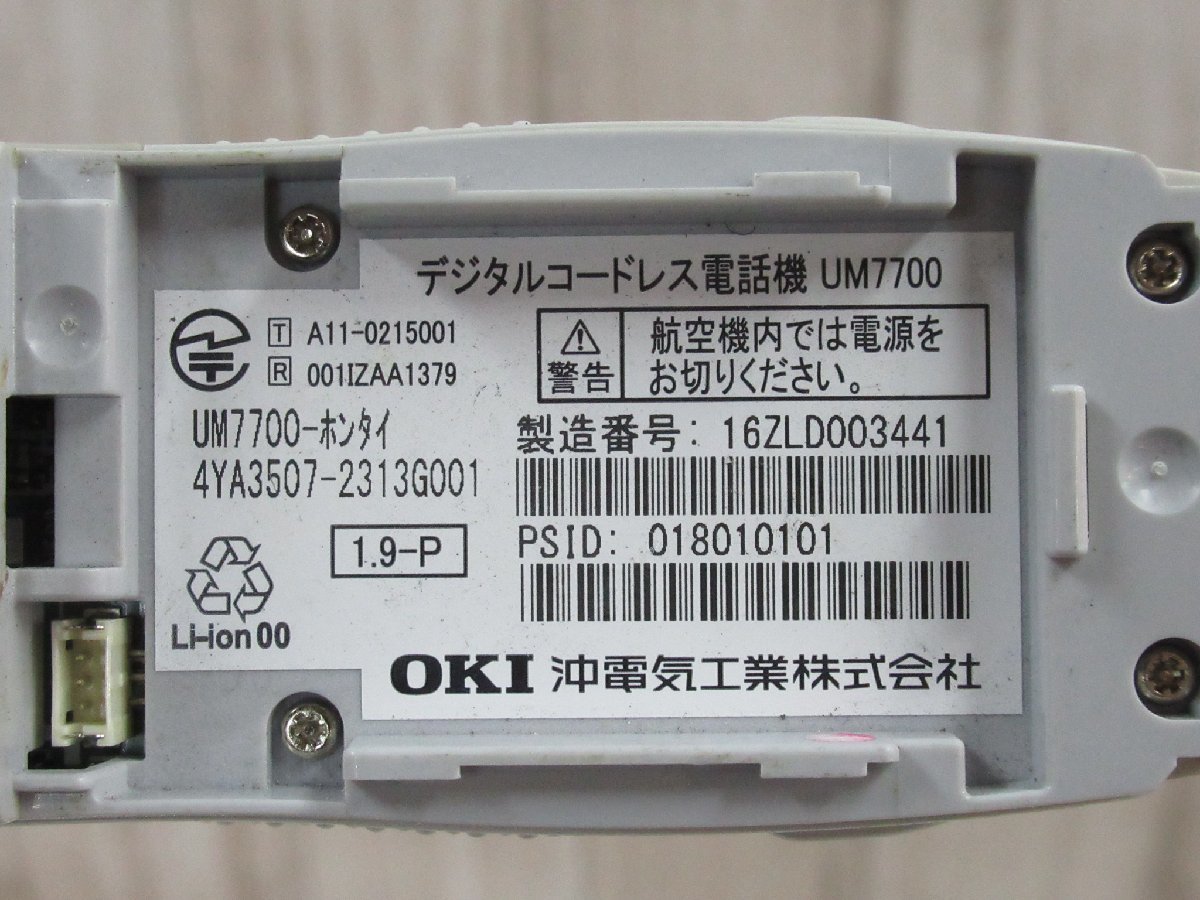 デジタルコードレス電話機 UM7700
T A11-0215001
R 001IZAA1379
警告
航空機内では電源を
お切りください。
UM7700-ホンタイ
4YA3507-2313G001
製造番号: 16ZLD003441
1.9-P
PSID: 018010101
Li-ion 00
OKI 沖電気工業株式会社